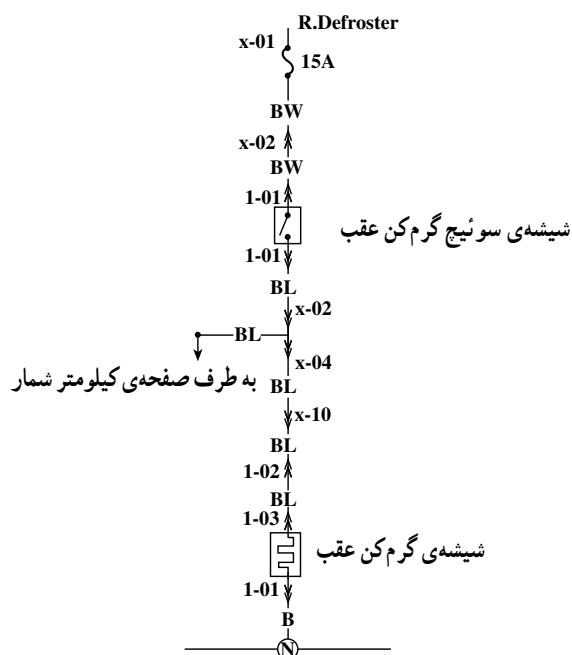 R.Defroster
x-01
15A
BW
x-02
BW
1-01
شیشه‌ی سوئیچ گرم‌کن عقب
1-01
BL
x-02
BL
x-04
به طرف صفحه‌ی کیلومتر شمار
BL
x-10
BL
1-02
BL
1-03
شیشه‌ی گرم‌کن عقب
1-01
B
N